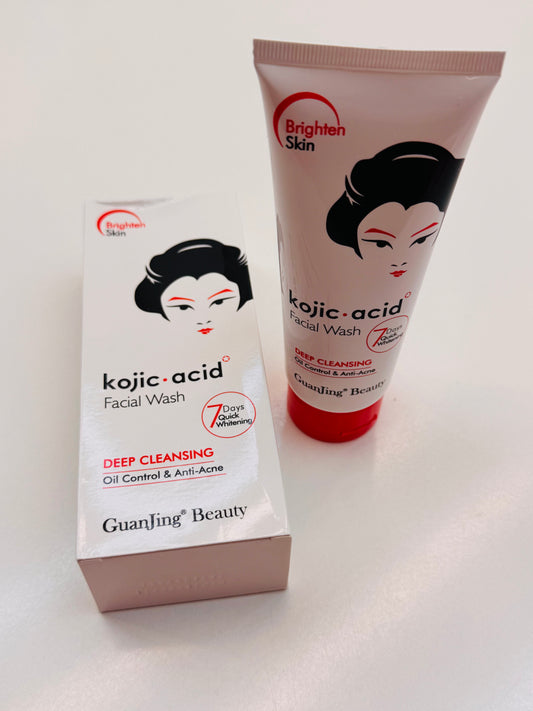 Brighten
Skin
kojic·acid
Facial Wash
7 Days
Quick
Whitening
DEEP CLEANSING
Oil Control & Anti-Acne
GuanJing® Beauty
Brighten
Skin
kojic·acid
Facial Wash
7 Days
Quick
Whitening
DEEP CLEANSING
Oil Control & Anti-Acne
GuanJing® Beauty